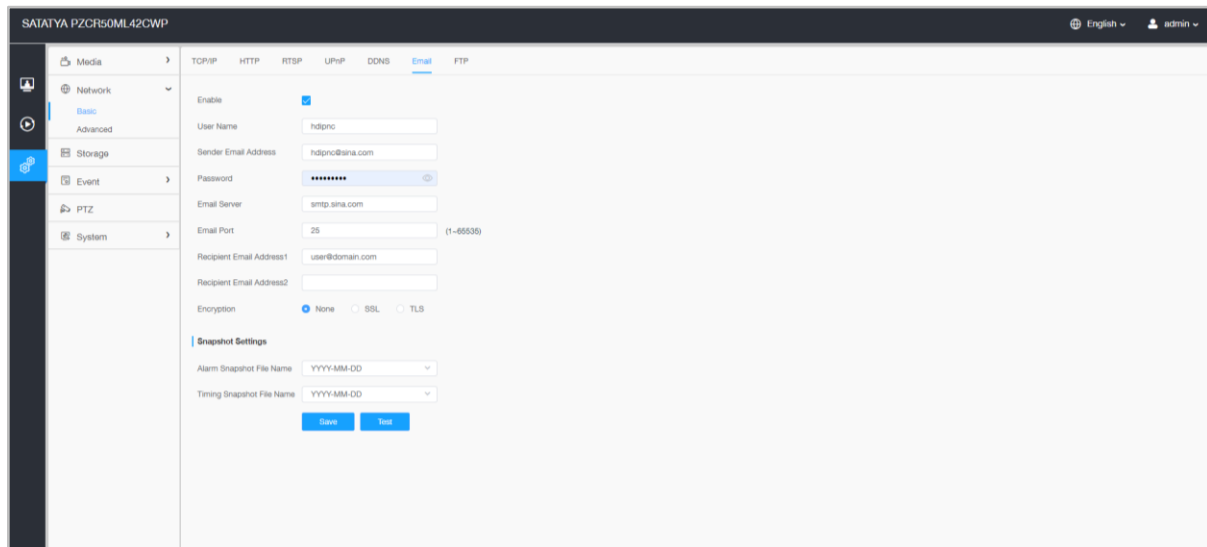 SATATYA PZCR50ML42CWP
English
admin
Media
Network
Basic
Advanced
Storage
Event
PTZ
System
TCP/IP HTTP RTSP UPnP DDNS Email FTP
Enable
User Name hdipnc
Sender Email Address hdipnc@sina.com
Password •••••••••
Email Server smtp.sina.com
Email Port 25 (1~65535)
Recipient Email Address1 user@domain.com
Recipient Email Address2
Encryption None SSL TLS
Snapshot Settings
Alarm Snapshot File Name YYYY-MM-DD
Timing Snapshot File Name YYYY-MM-DD
Save Test